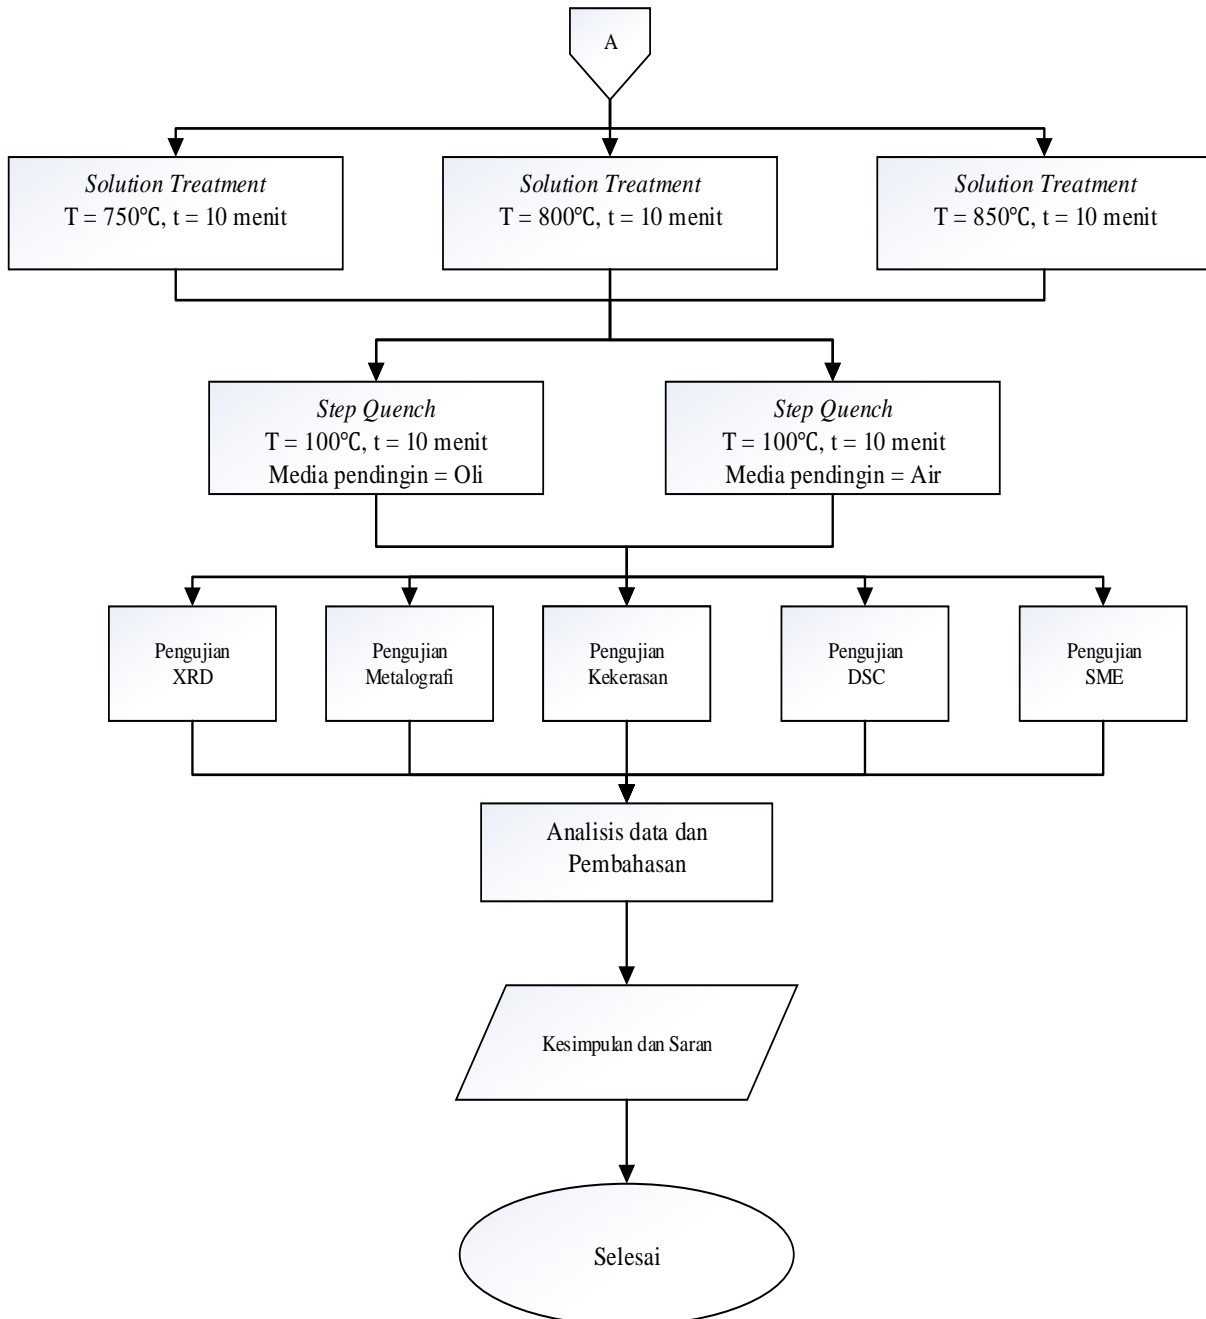 A
Solution Treatment
T = 750℃, t = 10 menit
Solution Treatment
T = 800℃, t = 10 menit
Solution Treatment
T = 850℃, t = 10 menit
Step Quench
T = 100℃, t = 10 menit
Media pendingin = Oli
Step Quench
T = 100℃, t = 10 menit
Media pendingin = Air
Pengujian
XRD
Pengujian
Metalografi
Pengujian
Kekerasan
Pengujian
DSC
Pengujian
SME
Analisis data dan
Pembahasan
Kesimpulan dan Saran
Selesai